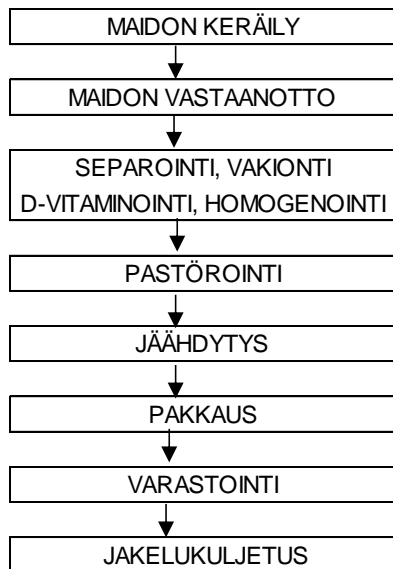 MAIDON KERÄILY
MAIDON VASTAANOTTO
SEPAROINTI, VAKIONTI
D-VITAMINOINTI, HOMOGENOINTI
PASTÖROINTI
JÄÄHDYTYS
PAKKAUS
VARASTOINTI
JAKELUKULJETUS